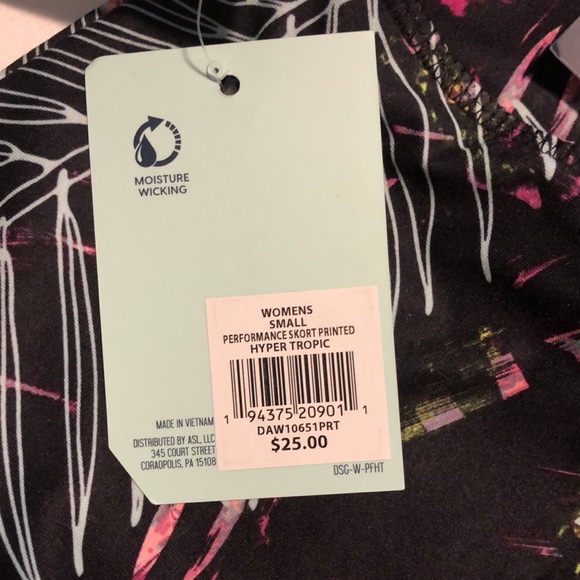 MOISTURE
WICKING
WOMENS
SMALL
PERFORMANCE SKORT PRINTED
HYPER TROPIC
1 94375 20901 1
DAW10651PRT
$25.00
MADE IN VIETNAM
DISTRIBUTED BY ASL, LLC
345 COURT STREET
CORAOPOLIS, PA 15108
DSG-W-PFHT